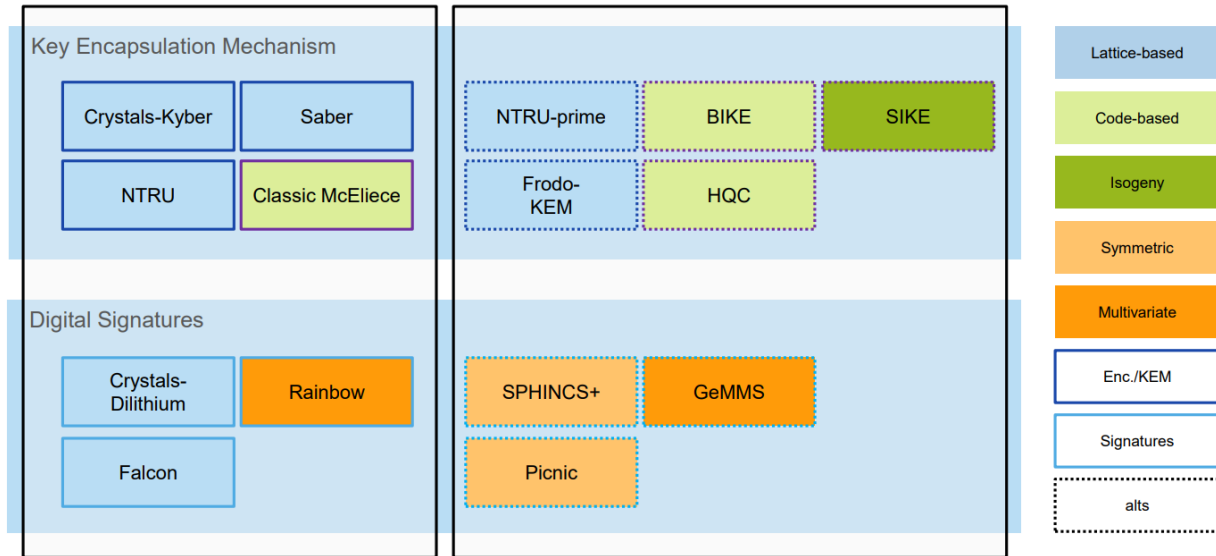 Key Encapsulation Mechanism
Crystals-Kyber
Saber
NTRU-prime
BIKE
SIKE
NTRU
Classic McEliece
Frodo-
KEM
HQC
Digital Signatures
Crystals-
Dilithium
Rainbow
SPHINCS+
GeMMS
Falcon
Picnic
Lattice-based
Code-based
Isogeny
Symmetric
Multivariate
Enc./KEM
Signatures
alts